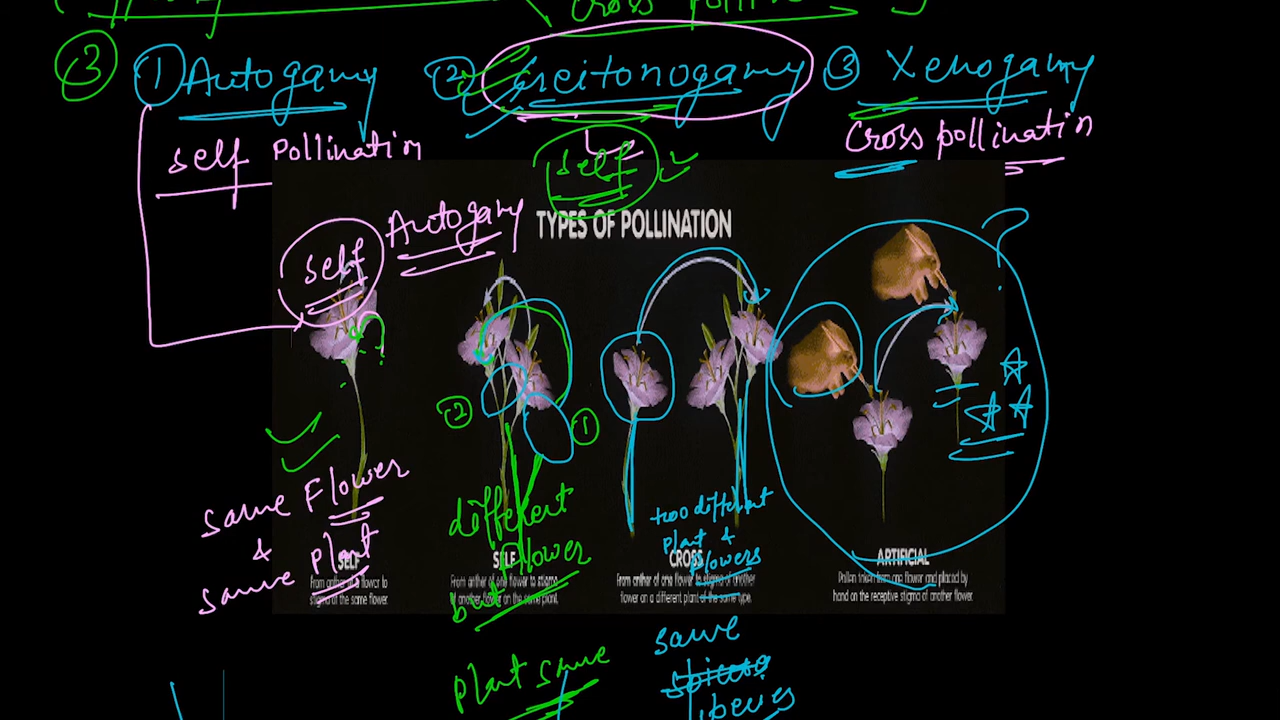 Cross pollin
③ ① Autogamy ② Greitonogamy ③ Xenogamy
self Pollination
self
Cross pollination
self Autogamy
TYPES OF POLLINATION
?
?
② ①
same Flower
&
same plant
different
Flower
but
plant same
two different
plant &
flowers
same
SELF
From anther of a flower to
stigma of the same flower.
SELF
From anther of one flower to stigma
of another flower on the same plant.
CROSS
From anther of one flower to stigma of another
flower on a different plant of the same type.
ARTIFICIAL
Pollen taken from one flower and placed by
hand on the receptive stigma of another flower.